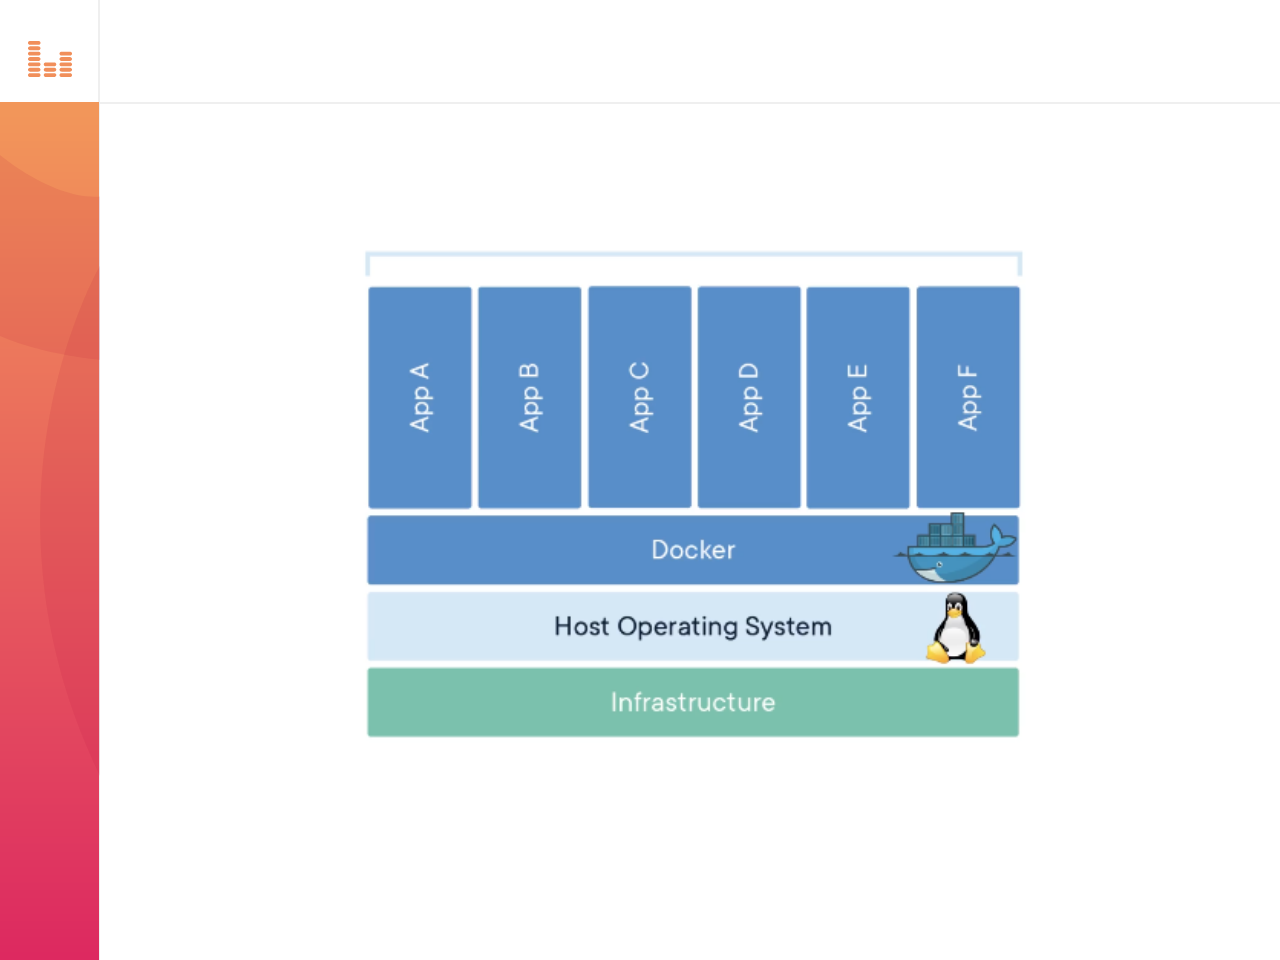 App A
App B
App C
App D
App E
App F
Docker
Host Operating System
Infrastructure